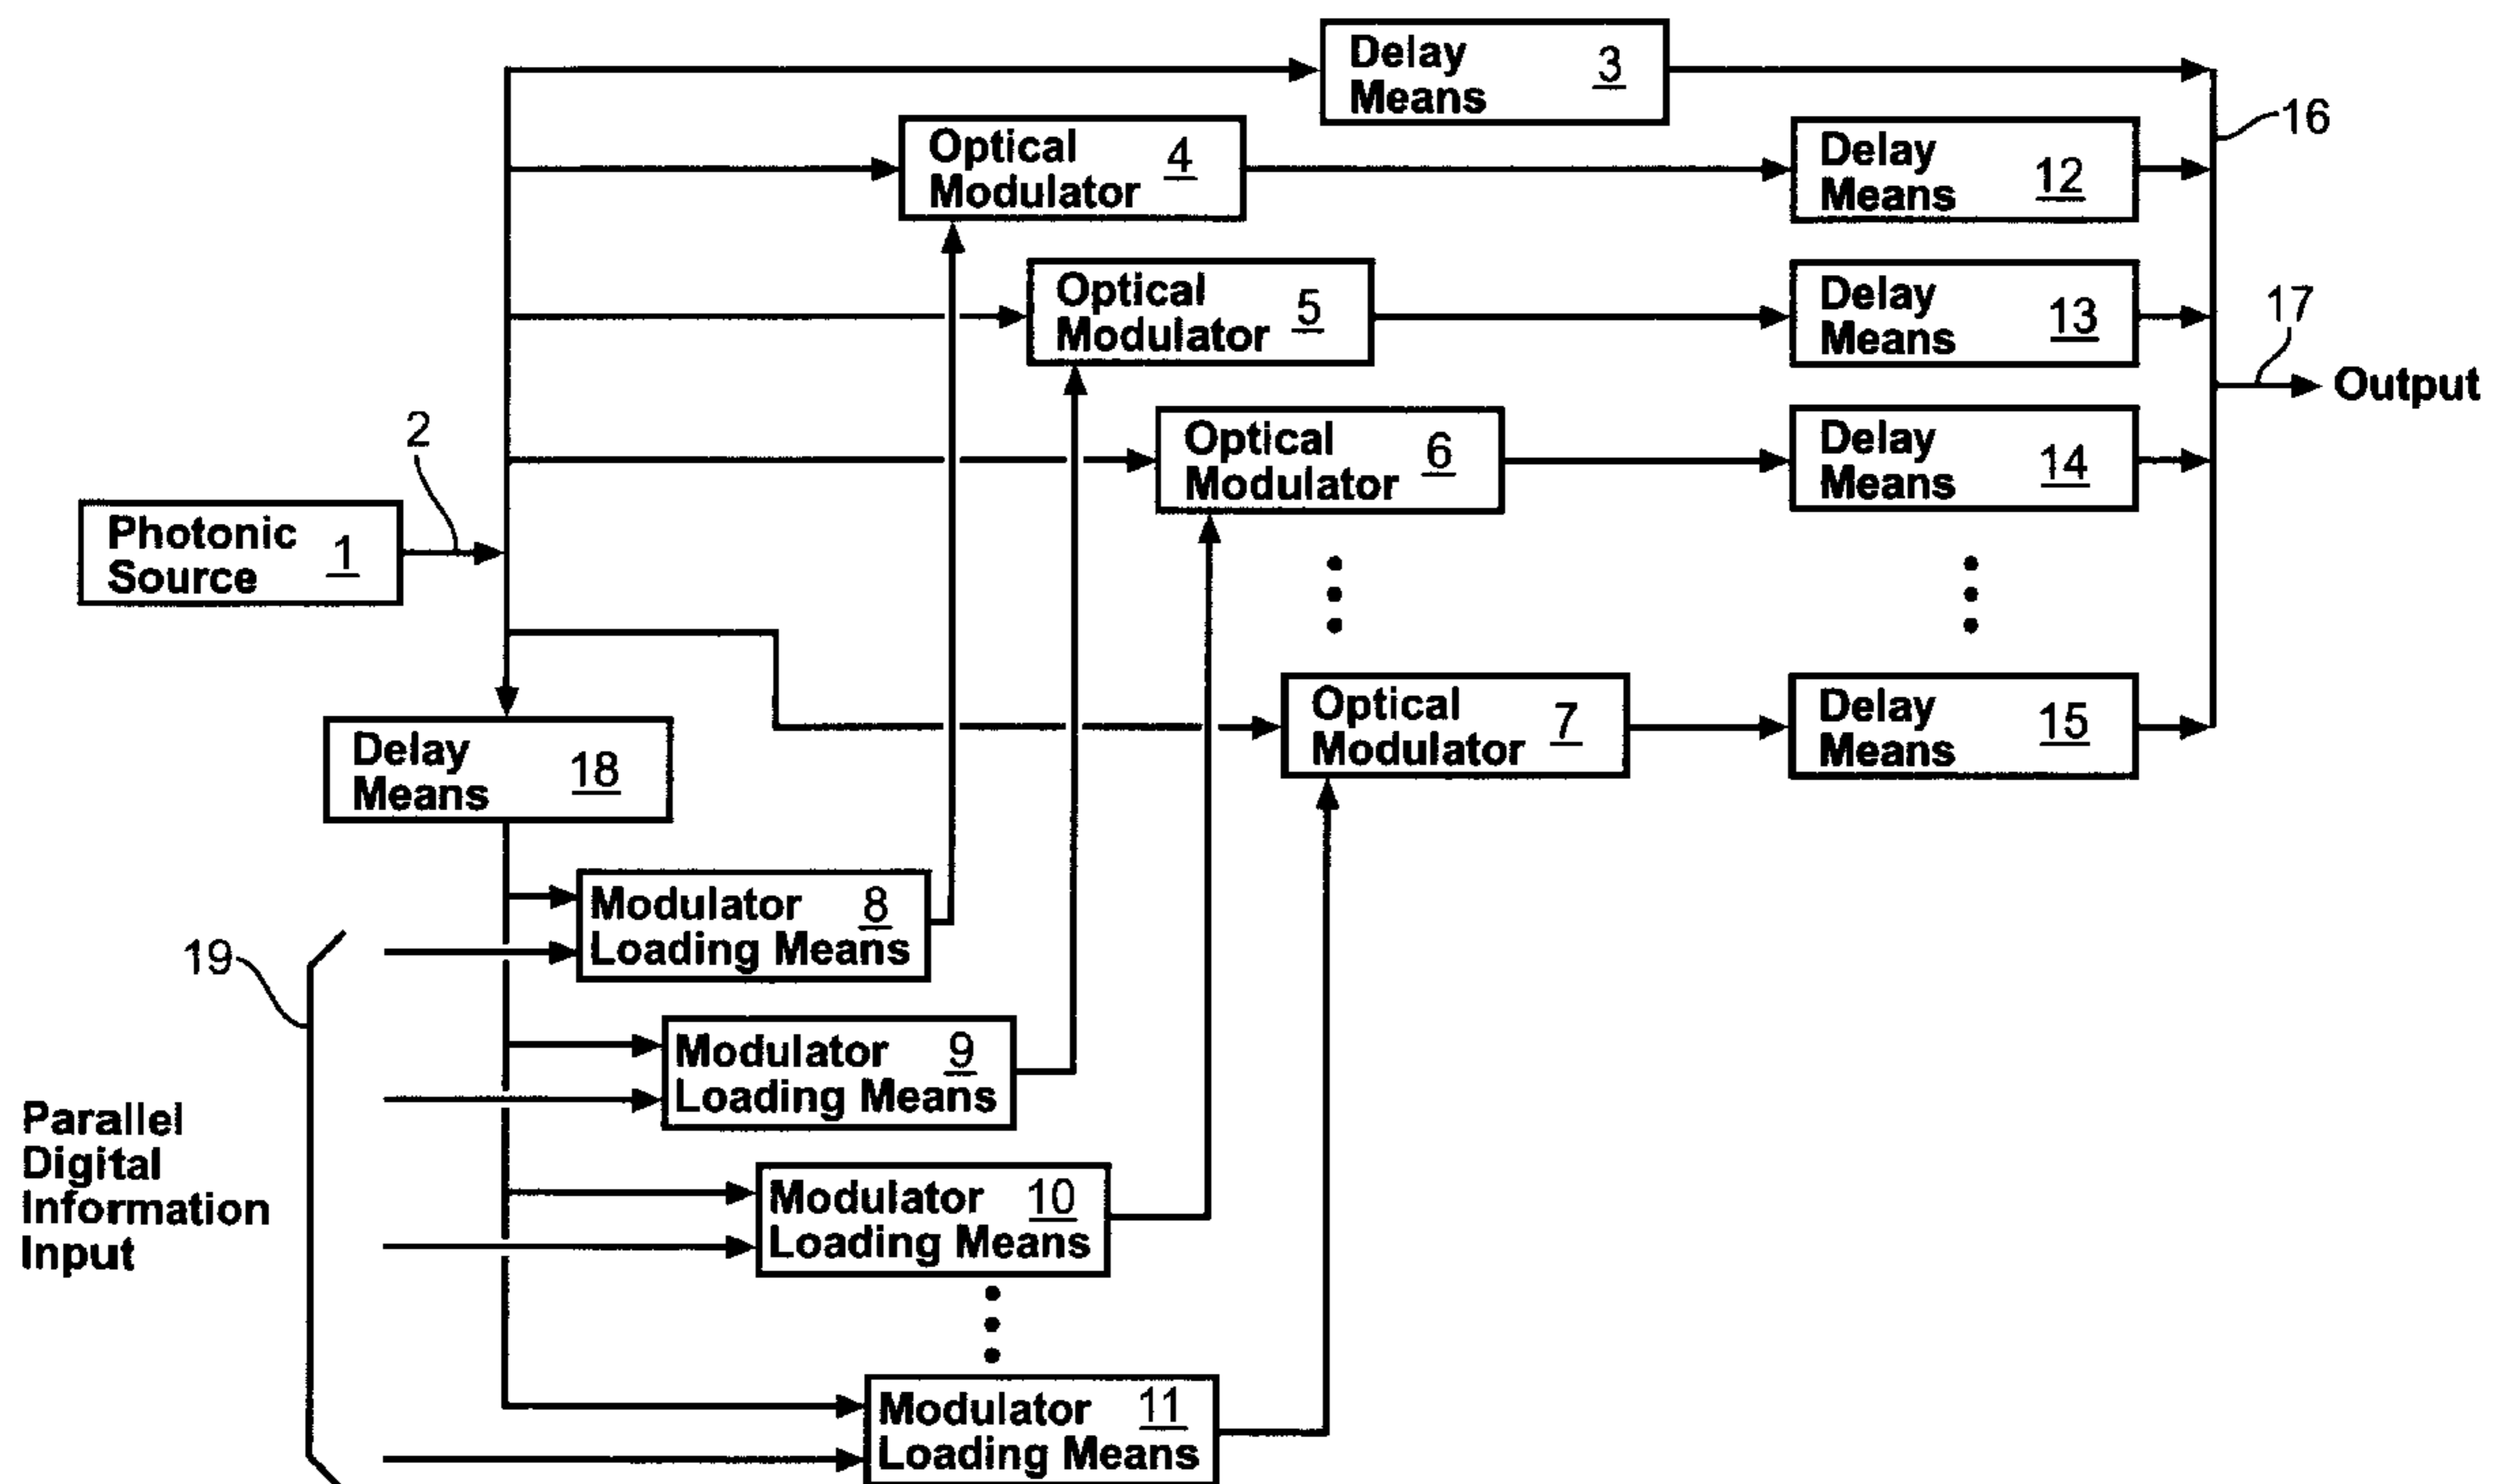 Delay
Means 3
16
Optical
Modulator 4
Delay
Means 12
Optical
Modulator 5
Delay
Means 13
17
Output
2
Optical
Modulator 6
Delay
Means 14
Photonic
Source 1
Optical
Modulator 7
Delay
Means 15
Delay
Means 18
Modulator 8
Loading Means
19
Modulator 9
Loading Means
Parallel
Digital
Information
Input
Modulator 10
Loading Means
Modulator 11
Loading Means